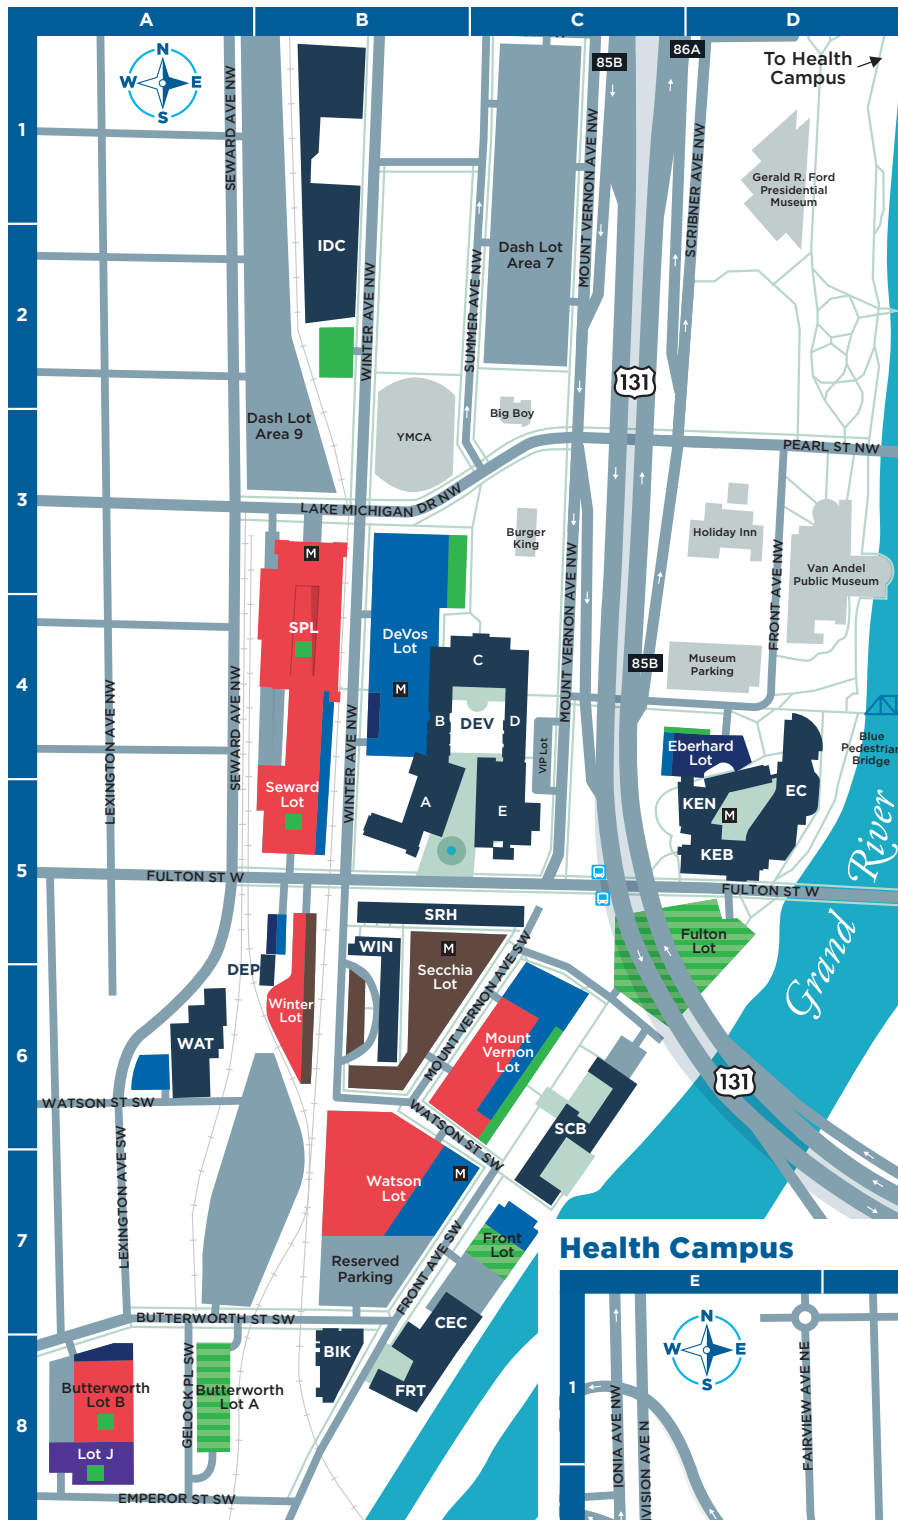 A B C D
N
W E
S
85B
86A
To Health
Campus
1
SEWARD AVE NW
MOUNT VERNON AVE NW
SCRIBNER AVE NW
Gerald R. Ford
Presidential
Museum
IDC
Dash Lot
Area 7
2
WINTER AVE NW
SUMMER AVE NW
131
Dash Lot
Area 9
YMCA
Big Boy
PEARL ST NW
3
LAKE MICHIGAN DR NW
Burger
King
Holiday Inn
Van Andel
Public Museum
M
MOUNT VERNON AVE NW
FRONT AVE NW
SPL
DeVos
Lot
C
85B
Museum
Parking
4
LEXINGTON AVE NW
SEWARD AVE NW
WINTER AVE NW
M
B DEV D
VIP Lot
Eberhard
Lot
Blue
Pedestrian
Bridge
Seward
Lot
A
E
KEN
M
EC
KEB
5
FULTON ST W
FULTON ST W
Grand River
SRH
WIN
M
Secchia
Lot
Fulton
Lot
DEP
MOUNT VERNON AVE SW
Winter
Lot
6
WAT
Mount
Vernon
Lot
131
WATSON ST SW
WATSON ST SW
SCB
LEXINGTON AVE SW
Watson
Lot
M
7
Front
Lot
Reserved
Parking
FRONT AVE SW
BUTTERWORTH ST SW
CEC
BIK
FRT
GELOCK PL SW
8
Butterworth
Lot B
Butterworth
Lot A
Lot J
EMPEROR ST SW
Health Campus
E
N
W E
S
1
IONIA AVE NW
VISION AVE N
FAIRVIEW AVE NE